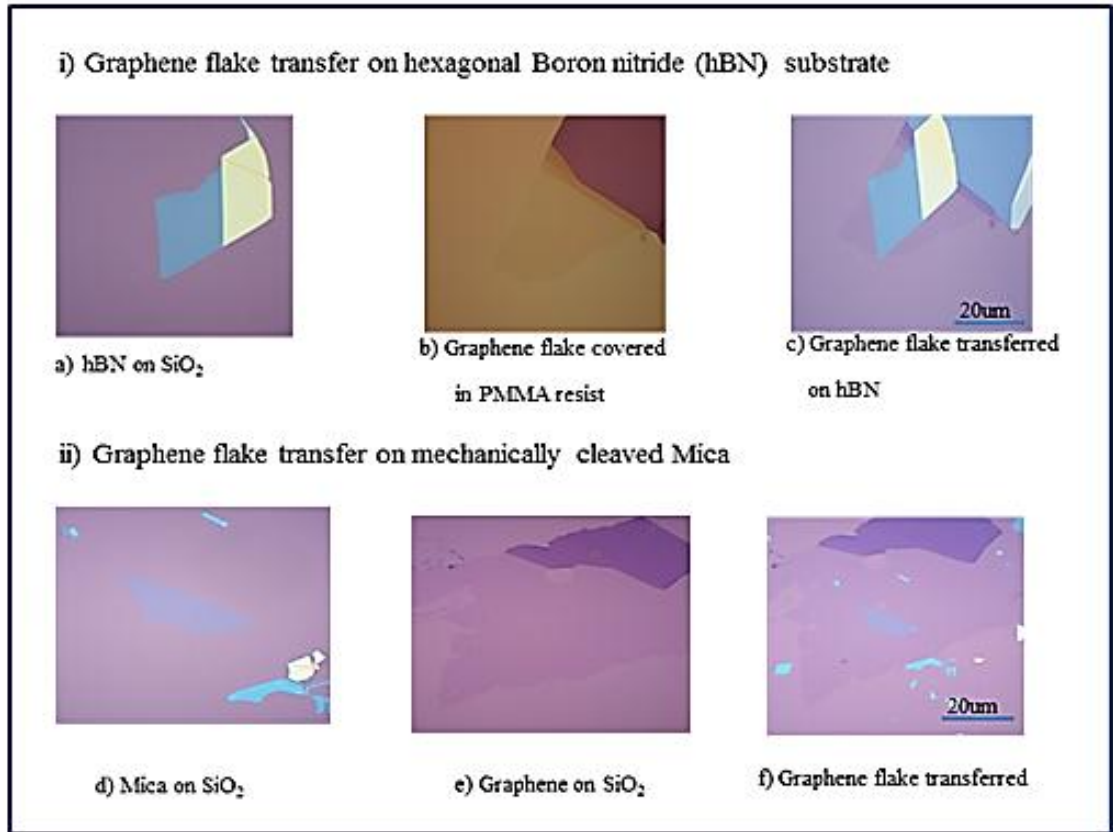 i) Graphene flake transfer on hexagonal Boron nitride (hBN) substrate
20um
a) hBN on SiO₂
b) Graphene flake covered
in PMMA resist
c) Graphene flake transferred
on hBN
ii) Graphene flake transfer on mechanically cleaved Mica
20um
d) Mica on SiO₂
e) Graphene on SiO₂
f) Graphene flake transferred